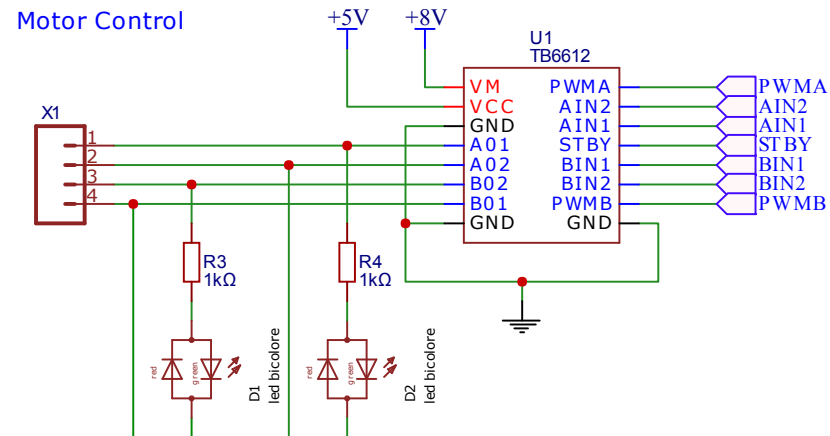 Motor Control
+5V
+8V
U1
TB6612
X1
1
2
3
4
VM
VCC
GND
A01
A02
B02
B01
GND
PWMA
AIN2
AIN1
STBY
BIN1
BIN2
PWMB
GND
PWMA
AIN2
AIN1
STBY
BIN1
BIN2
PWMB
R3
1kΩ
R4
1kΩ
red
green
D1
led bicolore
red
green
D2
led bicolore